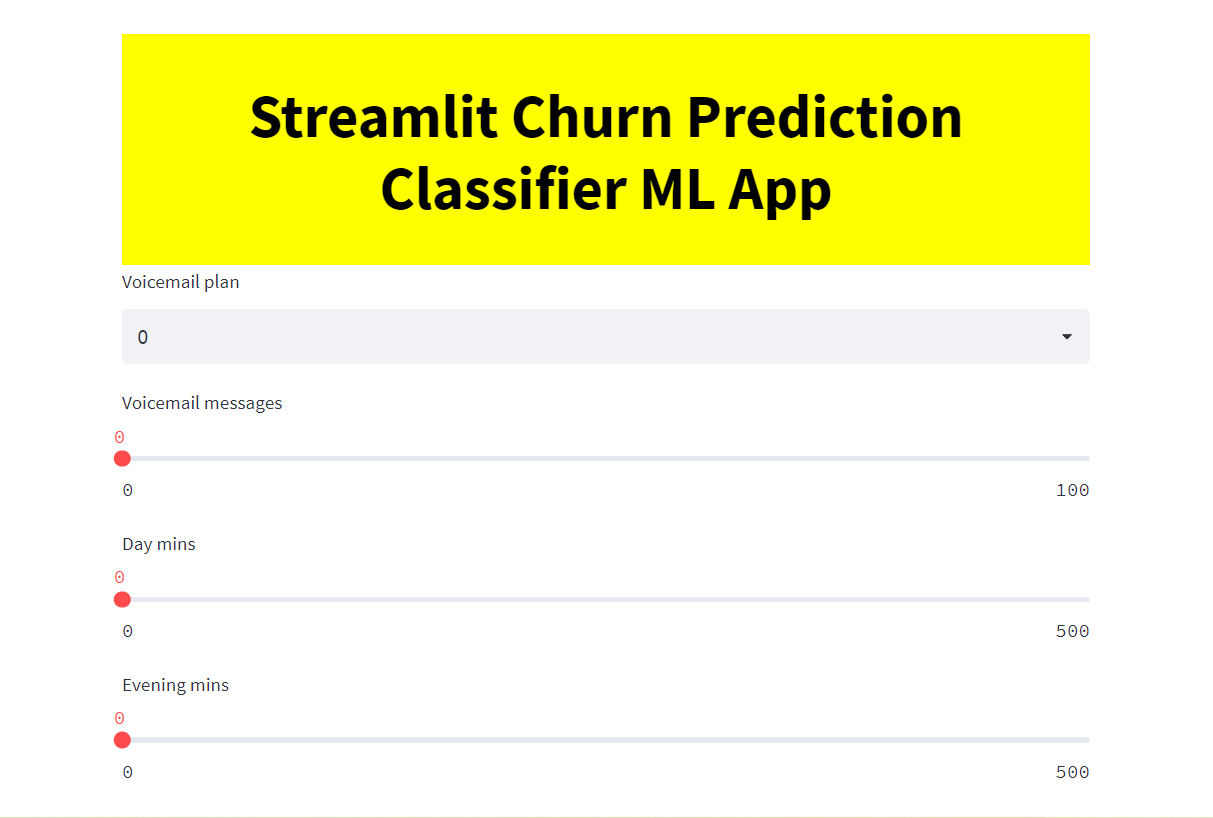 Streamlit Churn Prediction
Classifier ML App
Voicemail plan
0
Voicemail messages
0
0 100
Day mins
0
0 500
Evening mins
0
0 500